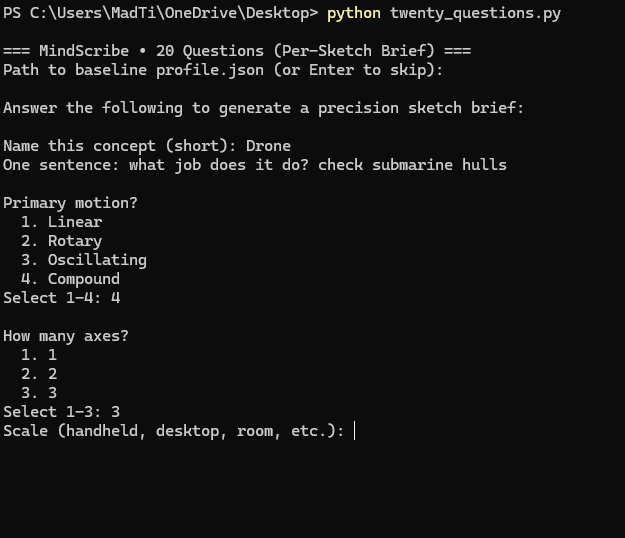 PS C:\Users\MadTi\OneDrive\Desktop> python twenty_questions.py
=== MindScribe • 20 Questions (Per-Sketch Brief) ===
Path to baseline profile.json (or Enter to skip):
Answer the following to generate a precision sketch brief:
Name this concept (short): Drone
One sentence: what job does it do? check submarine hulls
Primary motion?
1. Linear
2. Rotary
3. Oscillating
4. Compound
Select 1-4: 4
How many axes?
1. 1
2. 2
3. 3
Select 1-3: 3
Scale (handheld, desktop, room, etc.):